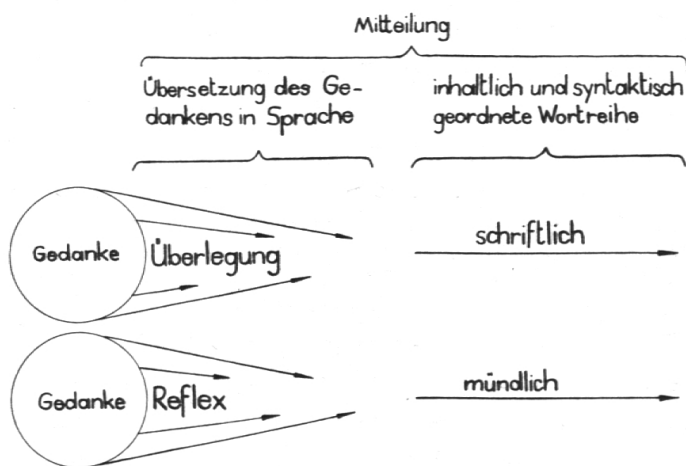 Mitteilung
Übersetzung des Ge-
dankens in Sprache
inhaltlich und syntaktisch
geordnete Wortreihe
Gedanke
Überlegung
schriftlich
Gedanke
Reflex
mündlich